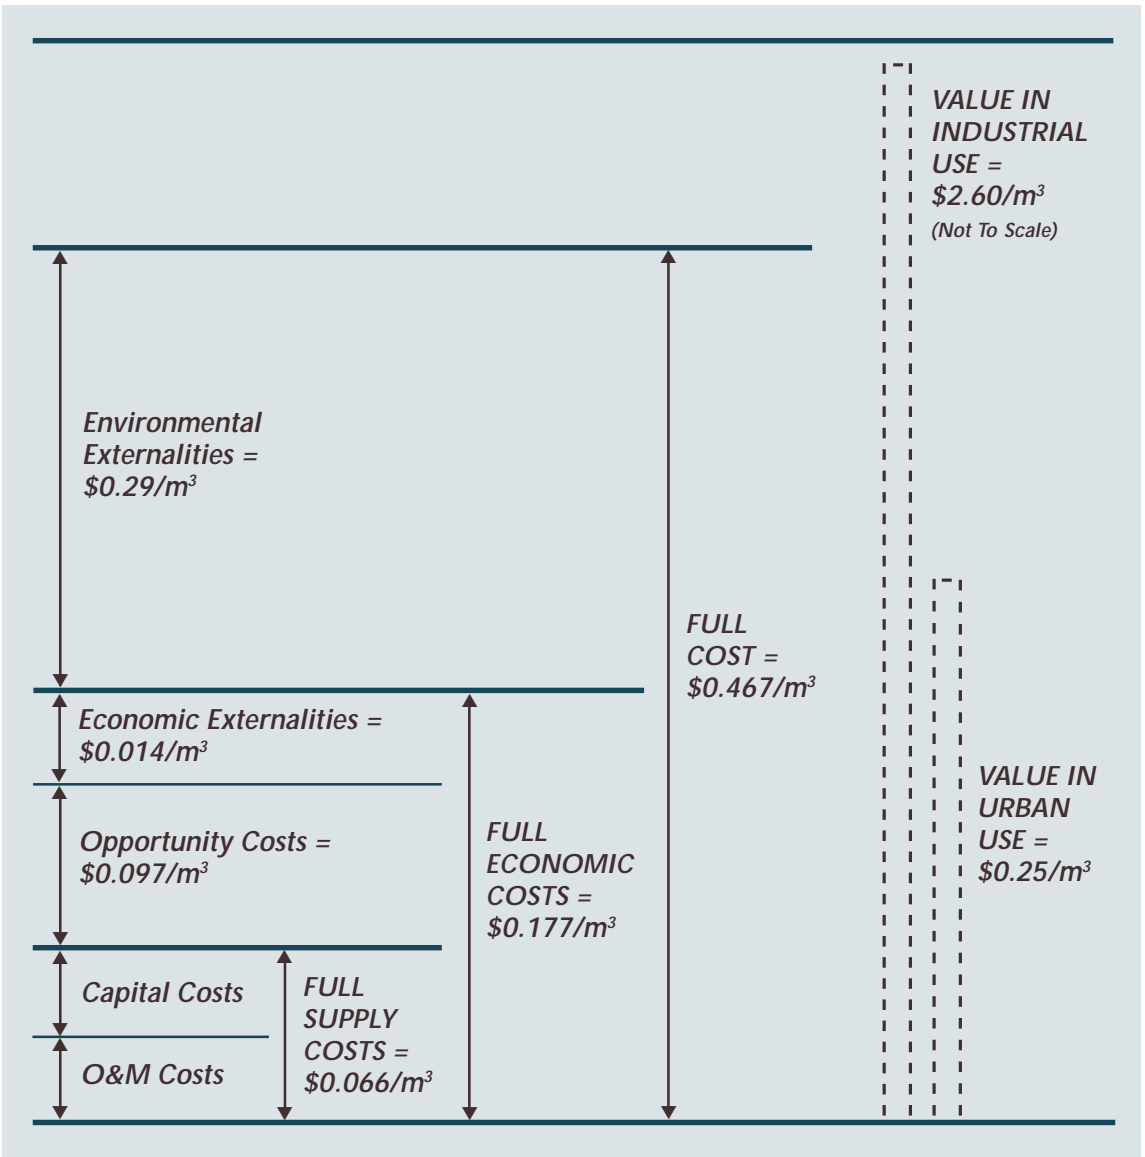 VALUE IN
INDUSTRIAL
USE =
$2.60/m³
(Not To Scale)
Environmental
Externalities =
$0.29/m³
FULL
COST =
$0.467/m³
Economic Externalities =
$0.014/m³
VALUE IN
URBAN
USE =
$0.25/m³
Opportunity Costs =
$0.097/m³
FULL
ECONOMIC
COSTS =
$0.177/m³
Capital Costs
FULL
SUPPLY
COSTS =
$0.066/m³
O&M Costs